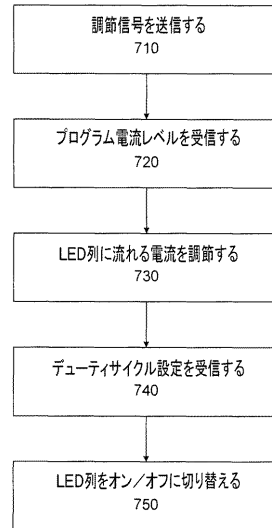 調節信号を送信する
710
プログラム電流レベルを受信する
720
LED列に流れる電流を調節する
730
デューティサイクル設定を受信する
740
LED列をオン／オフに切り替える
750